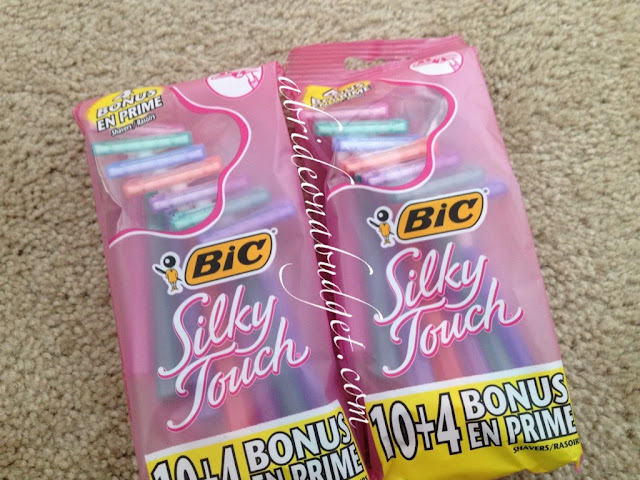 BONUS
EN PRIME
Shavers/Rasoirs
BiC
Silky
Touch
10+4 BONUS
EN PRIME
abrideonabudget.com
BONUS
EN PRIME
BiC
Silky
Touch
10+4 BONUS
EN PRIME
SHAVERS/RASOIRS